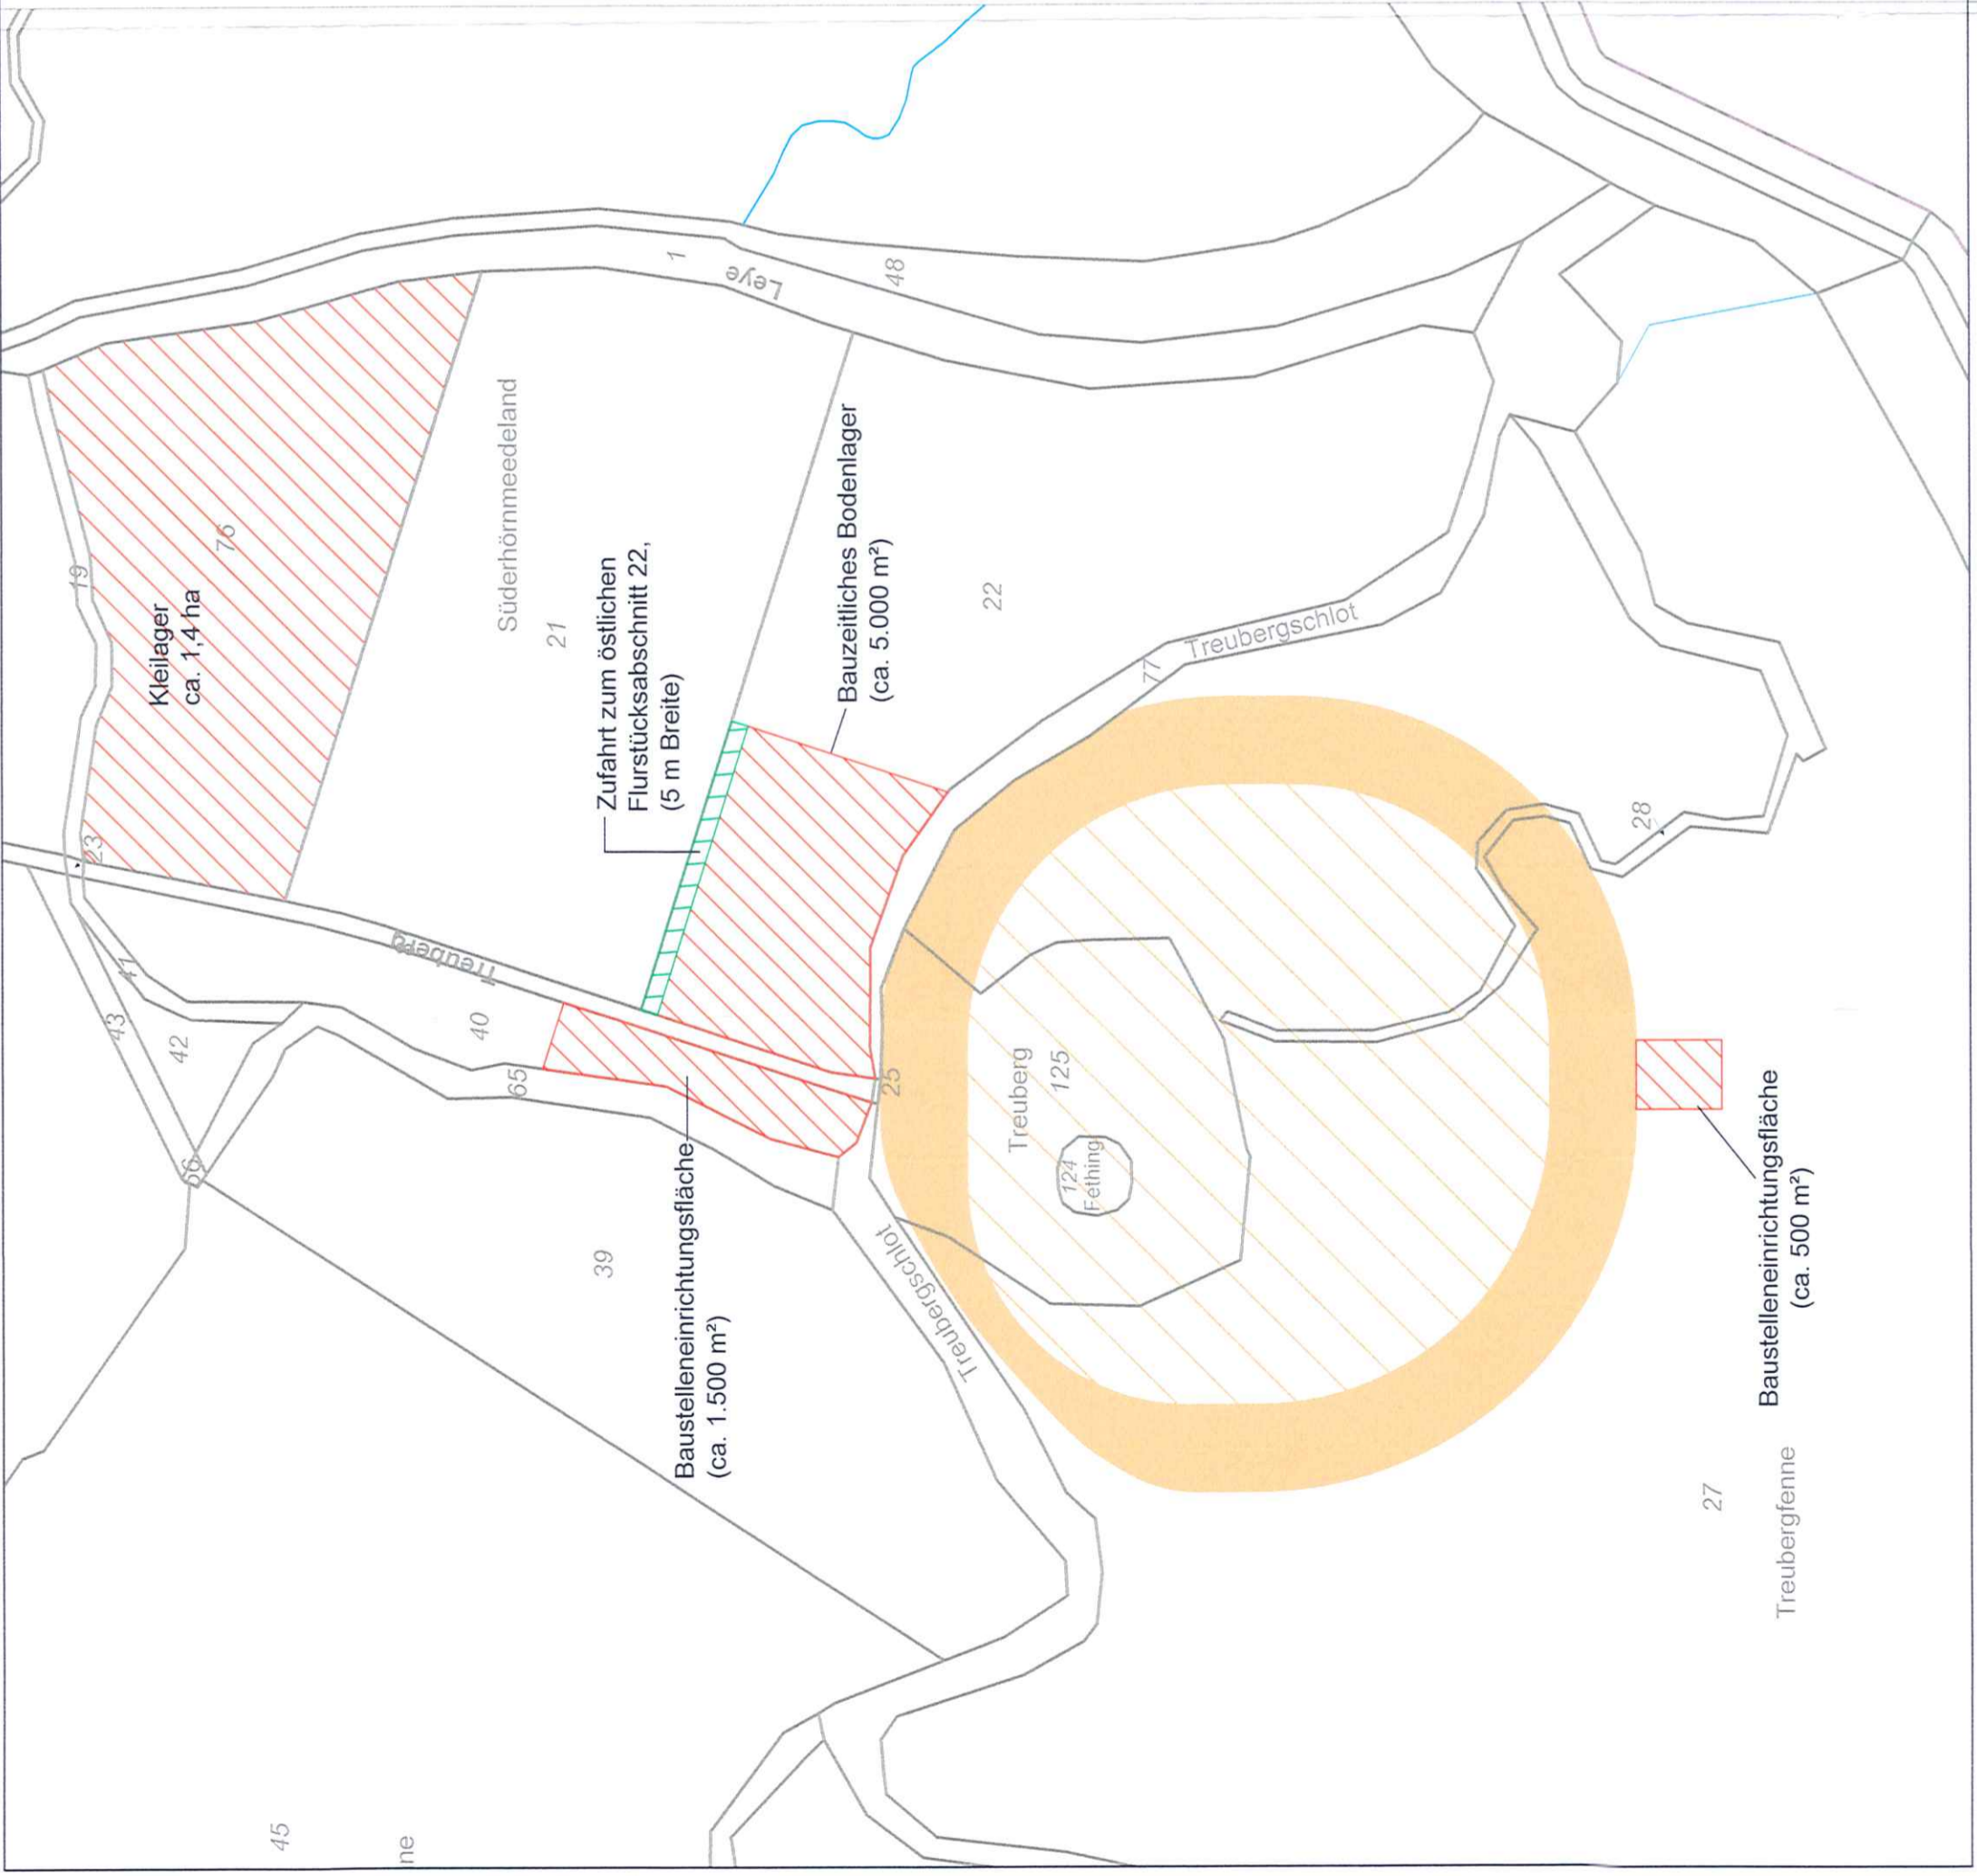 45
ne
43
42
41
66
23
19
Kleilager
ca. 1,4 ha
76
Treuberg
40
65
39
Süderhörnmeedeland
21
Zufahrt zum östlichen
Flurstücksabschnitt 22,
(5 m Breite)
1
Leye
48
Baustelleneinrichtungsfläche
(ca. 1.500 m²)
Bauzeitliches Bodenlager
(ca. 5.000 m²)
22
25
Treubergschlot
77
Treubergschlot
Treuberg
125
124
Fething
28
27
Treubergfenne
Baustelleneinrichtungsfläche
(ca. 500 m²)